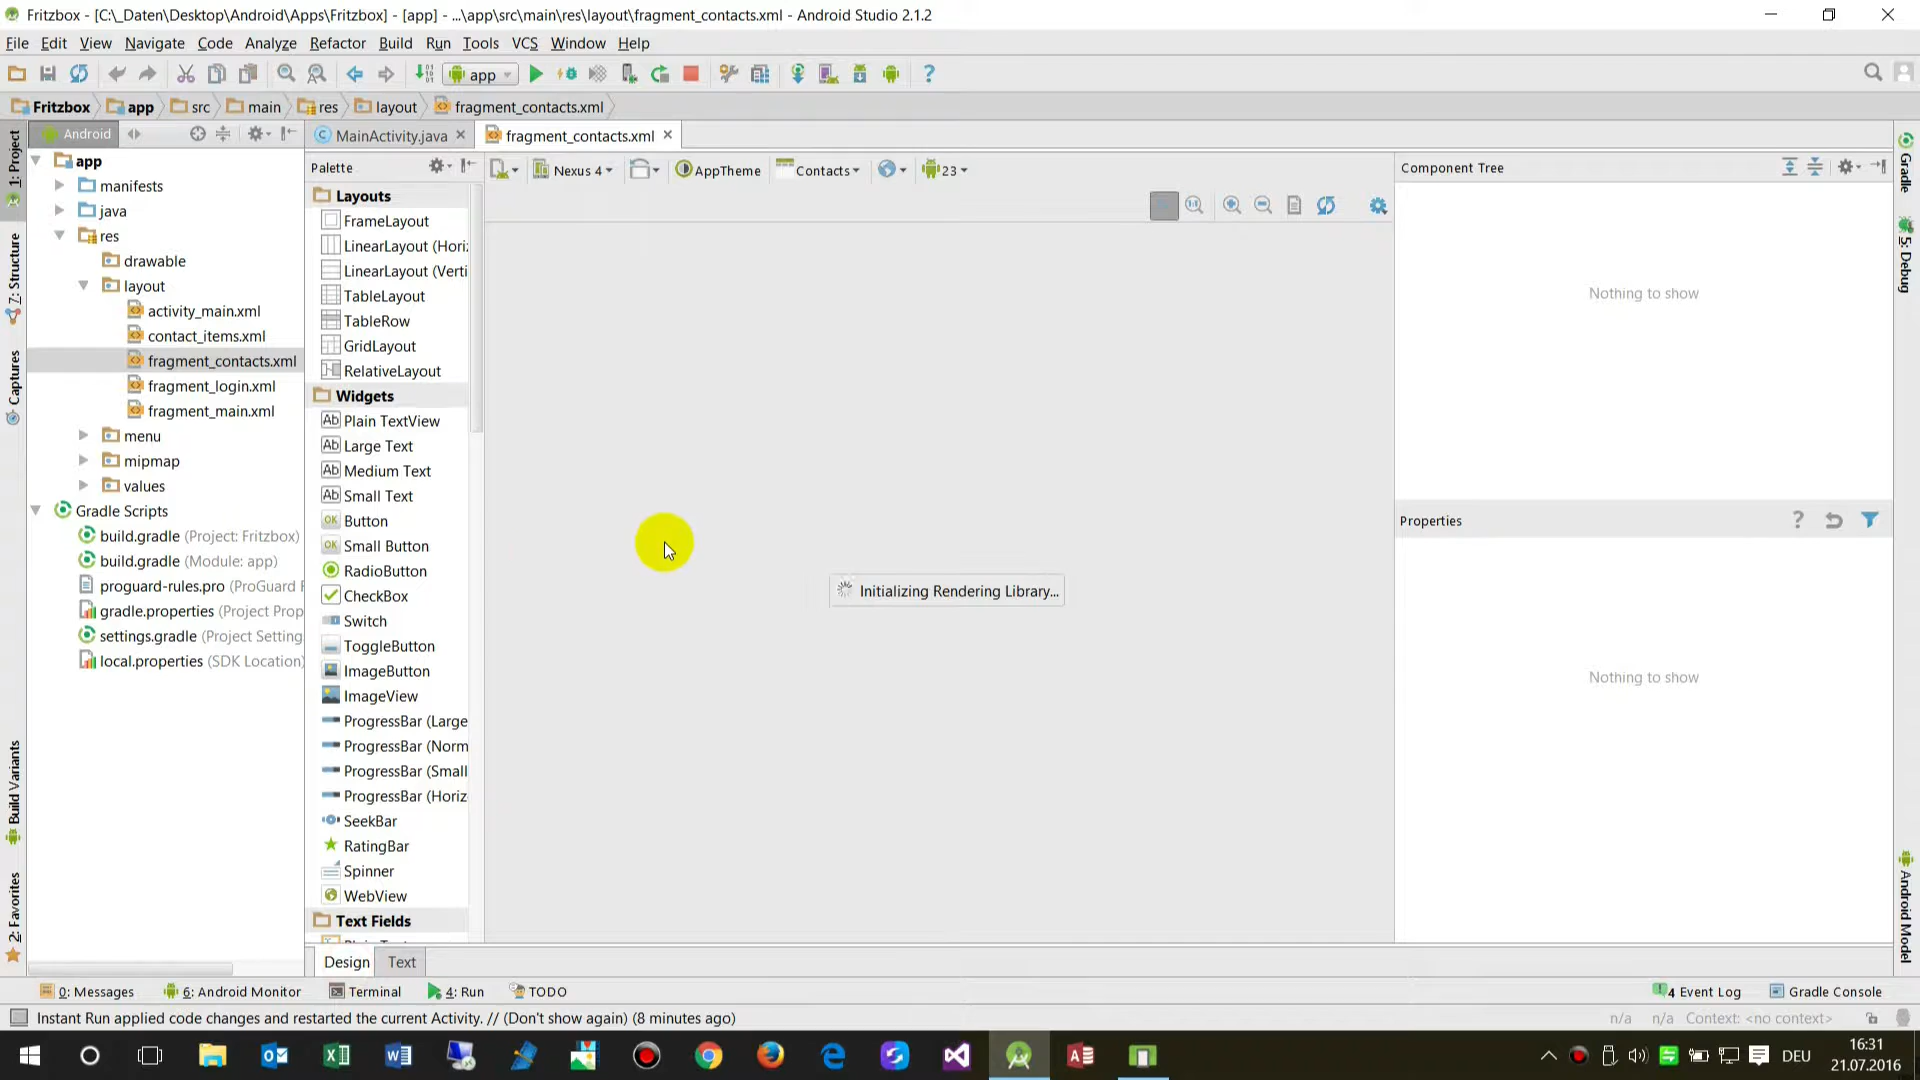 Fritzbox - [C:\_Daten\Desktop\Android\Apps\Fritzbox] - [app] - ...\app\src\main\res\layout\fragment_contacts.xml - Android Studio 2.1.2
File Edit View Navigate Code Analyze Refactor Build Run Tools VCS Window Help
app
Fritzbox app src main res layout fragment_contacts.xml
Android
MainActivity.java
fragment_contacts.xml
1: Project
7: Structure
Captures
Build Variants
2: Favorites
app
manifests
java
res
drawable
layout
activity_main.xml
contact_items.xml
fragment_contacts.xml
fragment_login.xml
fragment_main.xml
menu
mipmap
values
Gradle Scripts
build.gradle (Project: Fritzbox)
build.gradle (Module: app)
proguard-rules.pro (ProGuard
gradle.properties (Project Prop
settings.gradle (Project Setting
local.properties (SDK Location)
Palette
Layouts
FrameLayout
LinearLayout (Hori
LinearLayout (Verti
TableLayout
TableRow
GridLayout
RelativeLayout
Widgets
Ab Plain TextView
Ab Large Text
Ab Medium Text
Ab Small Text
OK Button
OK Small Button
RadioButton
CheckBox
Switch
ToggleButton
ImageButton
ImageView
ProgressBar (Large
ProgressBar (Norm
ProgressBar (Small
ProgressBar (Horiz
SeekBar
RatingBar
Spinner
WebView
Text Fields
Nexus 4 AppTheme Contacts 23
Initializing Rendering Library...
Component Tree
Nothing to show
Properties
?
Nothing to show
Gradle
5: Debug
Android Model
Design Text
0: Messages 6: Android Monitor Terminal 4: Run TODO
4 Event Log Gradle Console
Instant Run applied code changes and restarted the current Activity. // (Don't show again) (8 minutes ago)
n/a n/a Context: <no context>
DEU
16:31
21.07.2016